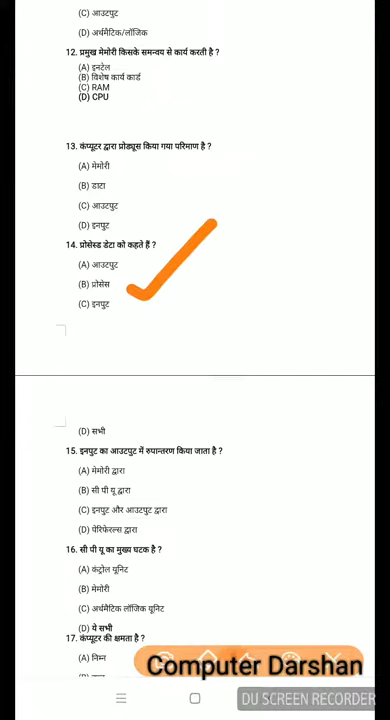 (C) आउटपुट
(D) अर्थमैटिक/लॉजिक
12. प्रमुख मेमोरी किसके समन्वय से कार्य करती है ?
(A) इनटेल
(B) विशेष कार्य कार्ड
(C) RAM
(D) CPU
13. कंप्यूटर द्वारा प्रोड्यूस किया गया परिमाण है ?
(A) मेमोरी
(B) डाटा
(C) आउटपुट
(D) इनपुट
14. प्रोसेस्ड डेटा को कहते हैं ?
(A) आउटपुट
(B) प्रोसेस
(C) इनपुट
(D) सभी
15. इनपुट का आउटपुट में रुपान्तरण किया जाता है ?
(A) मेमोरी द्वारा
(B) सी पी यू द्वारा
(C) इनपुट और आउटपुट द्वारा
(D) पेरिफेरल्स द्वारा
16. सी पी यू का मुख्य घटक है ?
(A) कंट्रोल यूनिट
(B) मेमोरी
(C) अर्थमैटिक लॉजिक यूनिट
(D) ये सभी
17. कंप्यूटर की क्षमता है ?
(A) निम्न
Computer Darshan
DU SCREEN RECORDER